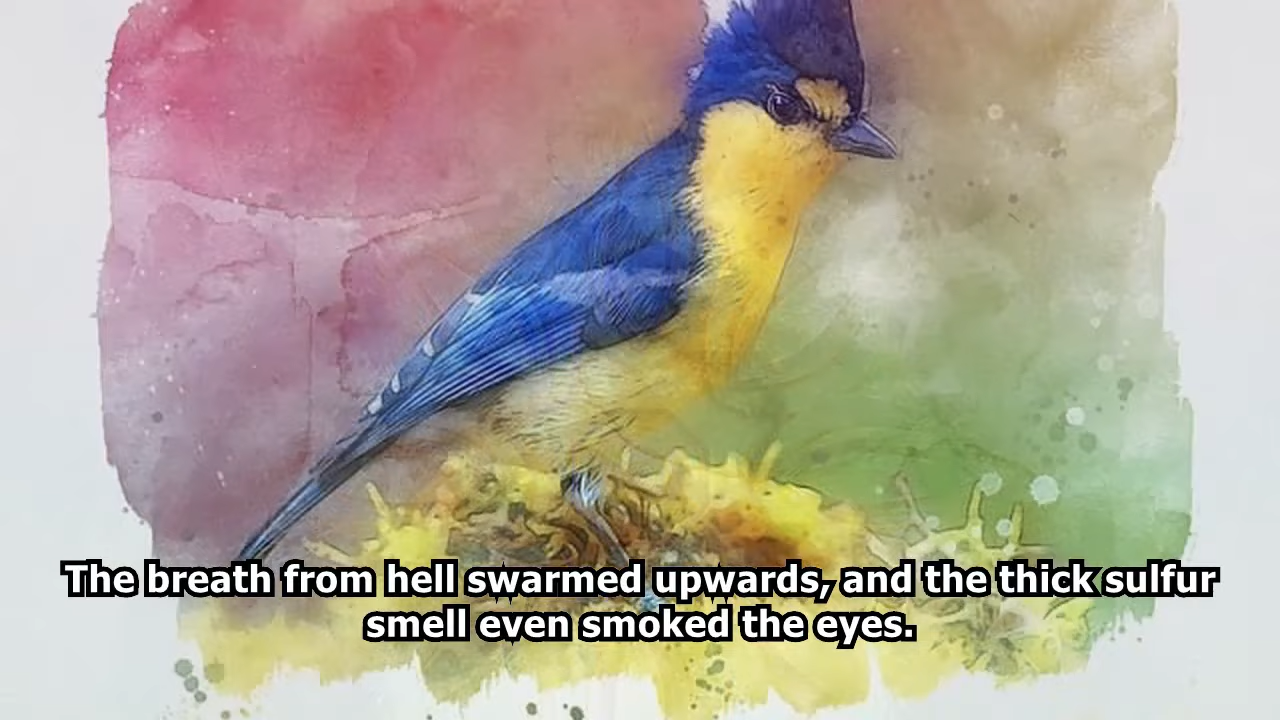 The breath from hell swarmed upwards, and the thick sulfur
smell even smoked the eyes.